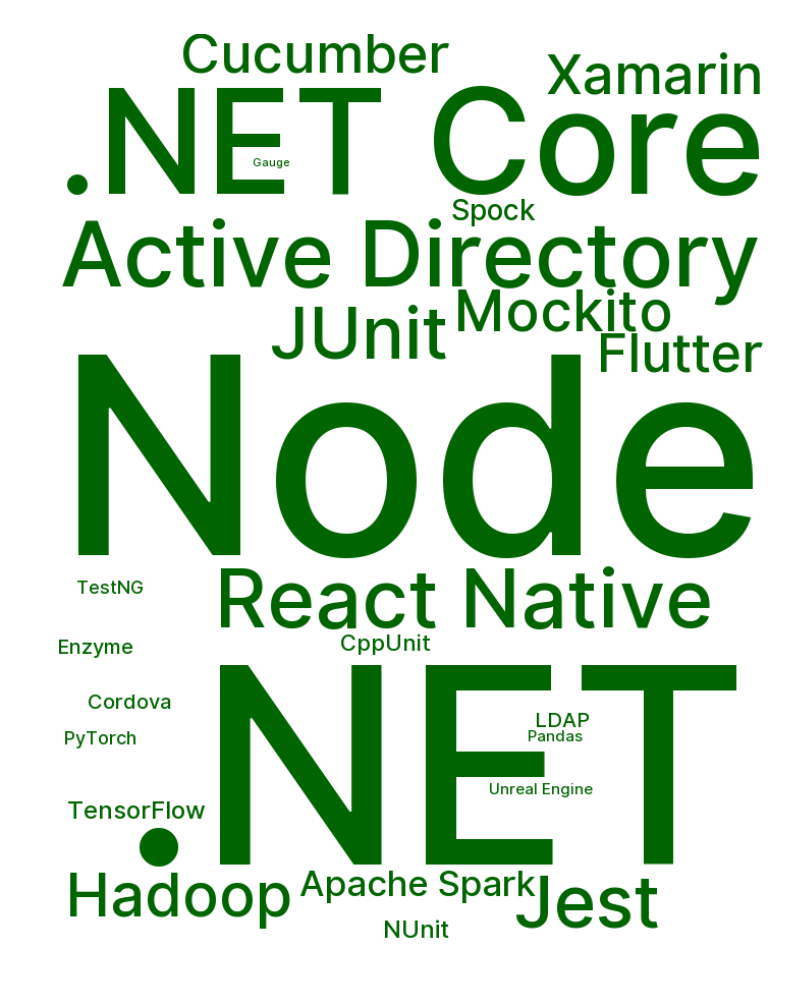 Cucumber
Xamarin
.NET Core
Gauge
Spock
Active Directory
Mockito
JUnit
Flutter
Node
TestNG
React Native
CppUnit
Enzyme
Cordova
LDAP
Pandas
PyTorch
.NET
Unreal Engine
TensorFlow
Hadoop
Apache Spark
Jest
NUnit